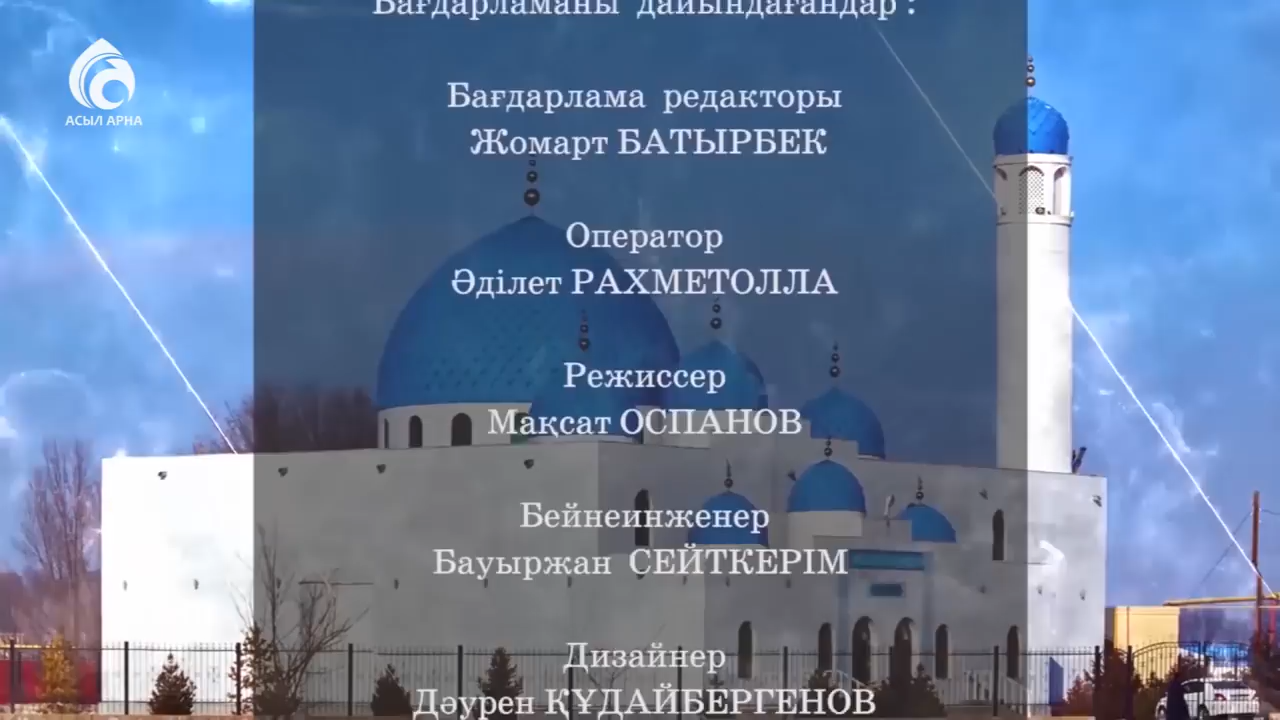 Бағдарламаны дайындағандар :
АСЫЛ АРНА
Бағдарлама редакторы
Жомарт БАТЫРБЕК
Оператор
Әділет РАХМЕТОЛЛА
Режиссер
Мақсат ОСПАНОВ
Бейнеинженер
Бауыржан СЕЙТКЕРІМ
Дизайнер
Дәурен ҚҰДАЙБЕРГЕНОВ